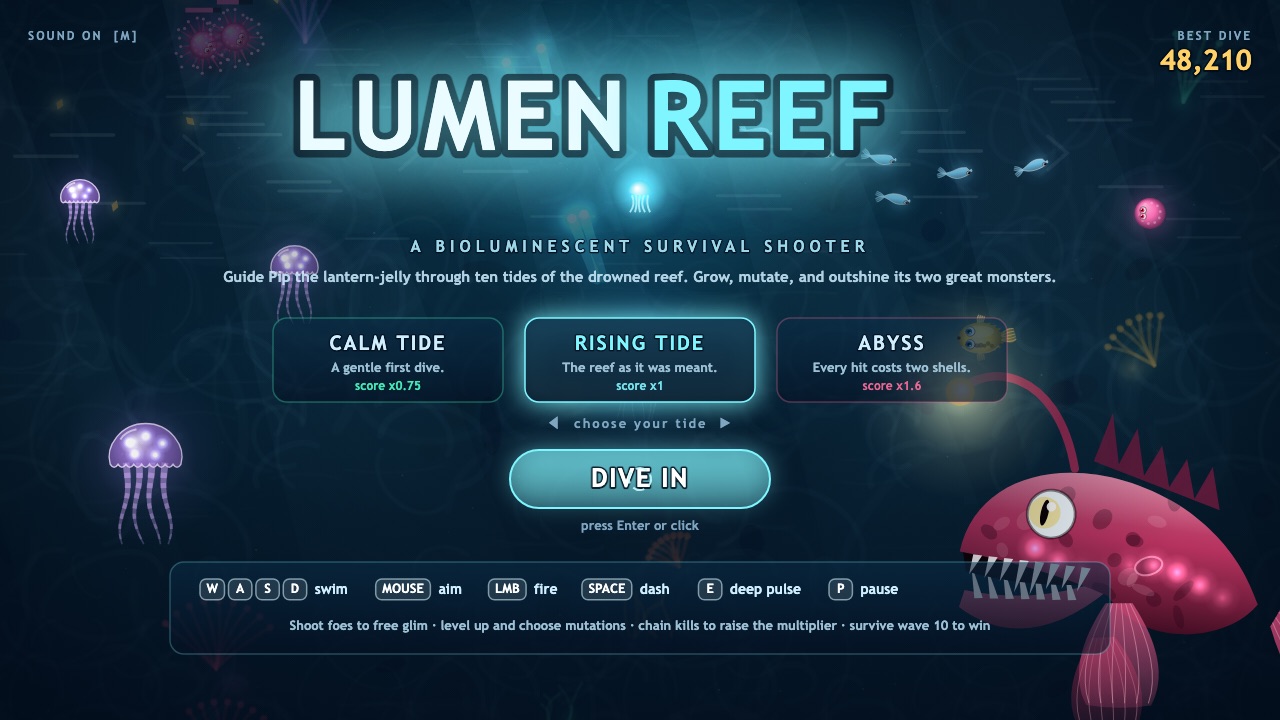 SOUND ON [M]
BEST DIVE
48,210
LUMEN REEF
A BIOLUMINESCENT SURVIVAL SHOOTER
Guide Pip the lantern-jelly through ten tides of the drowned reef. Grow, mutate, and outshine its two great monsters.
CALM TIDE
A gentle first dive.
score x0.75
RISING TIDE
The reef as it was meant.
score x1
ABYSS
Every hit costs two shells.
score x1.6
◀ choose your tide ▶
DIVE IN
press Enter or click
W A S D swim MOUSE aim LMB fire SPACE dash E deep pulse P pause
Shoot foes to free glim · level up and choose mutations · chain kills to raise the multiplier · survive wave 10 to win